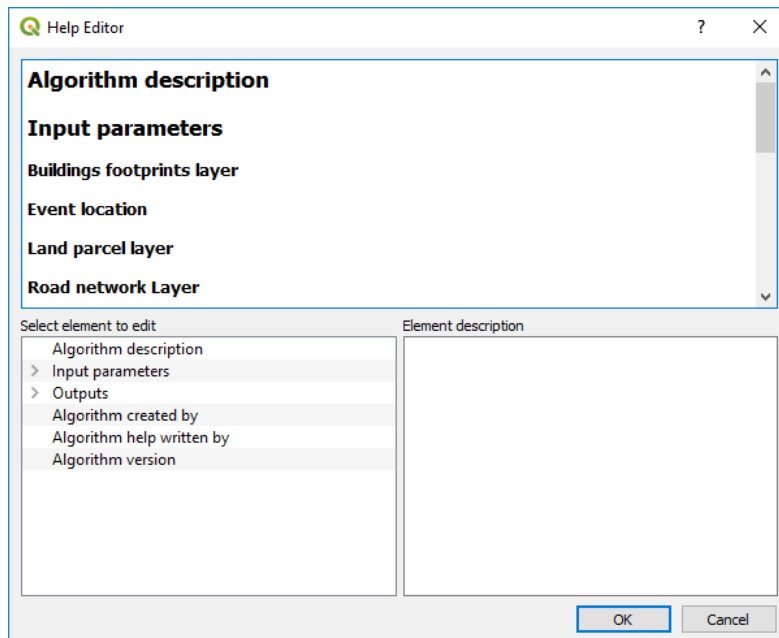 Help Editor
?
Algorithm description
Input parameters
Buildings footprints layer
Event location
Land parcel layer
Road network Layer
Select element to edit
Element description
Algorithm description
Input parameters
Outputs
Algorithm created by
Algorithm help written by
Algorithm version
OK
Cancel